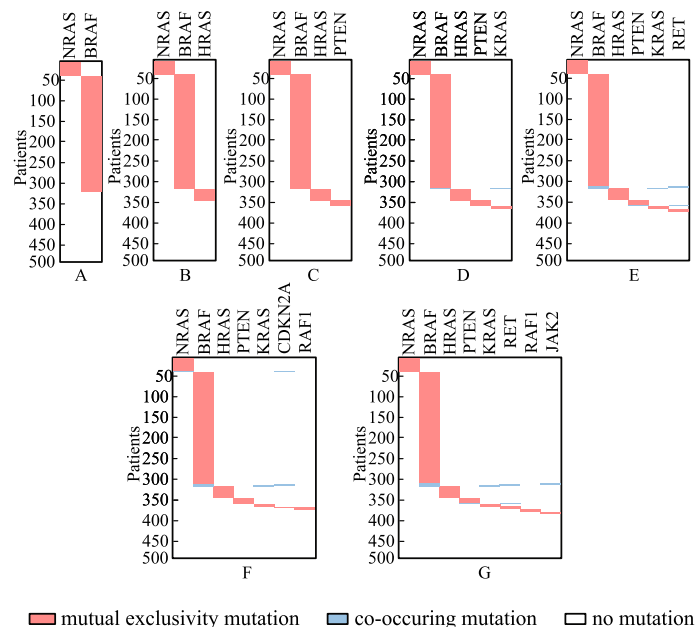 NRAS BRAF
NRAS BRAF HRAS
NRAS BRAF HRAS PTEN
NRAS BRAF HRAS PTEN KRAS
NRAS BRAF HRAS PTEN KRAS RET
Patients 50 100 150 200 250 300 350 400 450 500
Patients 50 100 150 200 250 300 350 400 450 500
Patients 50 100 150 200 250 300 350 400 450 500
Patients 50 100 150 200 250 300 350 400 450 500
Patients 50 100 150 200 250 300 350 400 450 500
A B C D E
NRAS BRAF HRAS PTEN KRAS CDKN2A RAF1
NRAS BRAF HRAS PTEN KRAS RET RAF1 JAK2
Patients 50 100 150 200 250 300 350 400 450 500
Patients 50 100 150 200 250 300 350 400 450 500
F G
mutual exclusivity mutation co-occuring mutation no mutation